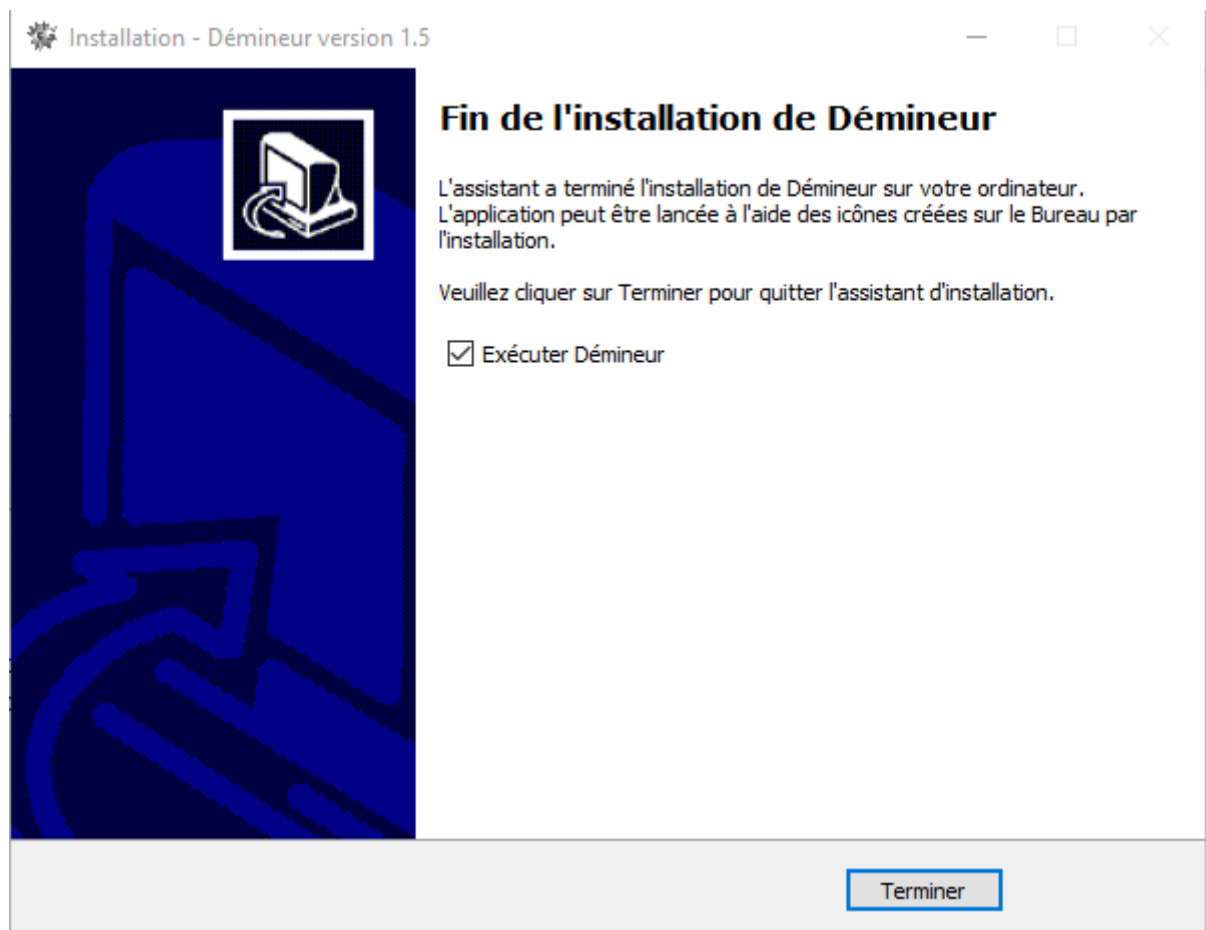 Installation - Démineur version 1.5
Fin de l'installation de Démineur
L'assistant a terminé l'installation de Démineur sur votre ordinateur.
L'application peut être lancée à l'aide des icônes créées sur le Bureau par
l'installation.
Veuillez cliquer sur Terminer pour quitter l'assistant d'installation.
Exécuter Démineur
Terminer